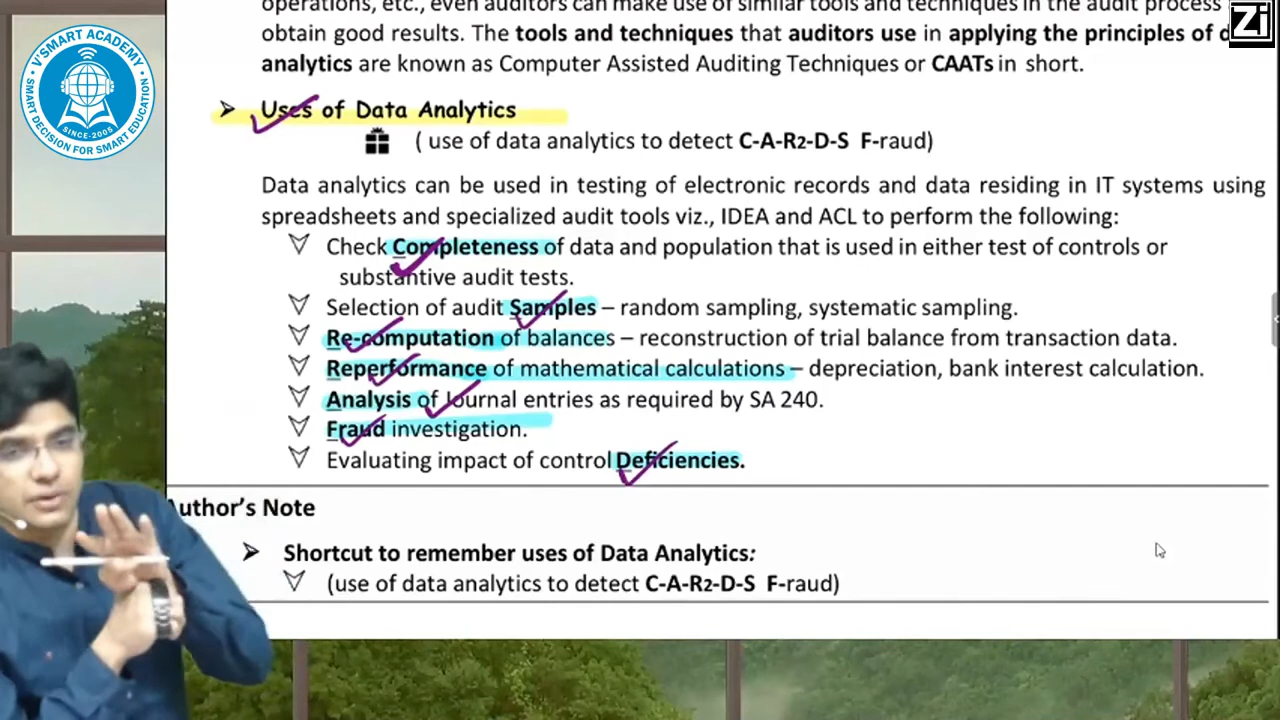 operations, etc., even auditors can make use of similar tools and techniques in the audit process
obtain good results. The tools and techniques that auditors use in applying the principles of
analytics are known as Computer Assisted Auditing Techniques or CAATs in short.
Zi
V'SMART ACADEMY
SINCE-2005
SMART DECISION FOR SMART EDUCATION
➤ Uses of Data Analytics
( use of data analytics to detect C-A-R2-D-S F-raud)
Data analytics can be used in testing of electronic records and data residing in IT systems using
spreadsheets and specialized audit tools viz., IDEA and ACL to perform the following:
Check Completeness of data and population that is used in either test of controls or
substantive audit tests.
Selection of audit Samples – random sampling, systematic sampling.
Re-computation of balances – reconstruction of trial balance from transaction data.
Reperformance of mathematical calculations – depreciation, bank interest calculation.
Analysis of Journal entries as required by SA 240.
Fraud investigation.
Evaluating impact of control Deficiencies.
uthor's Note
➤ Shortcut to remember uses of Data Analytics:
(use of data analytics to detect C-A-R2-D-S F-raud)